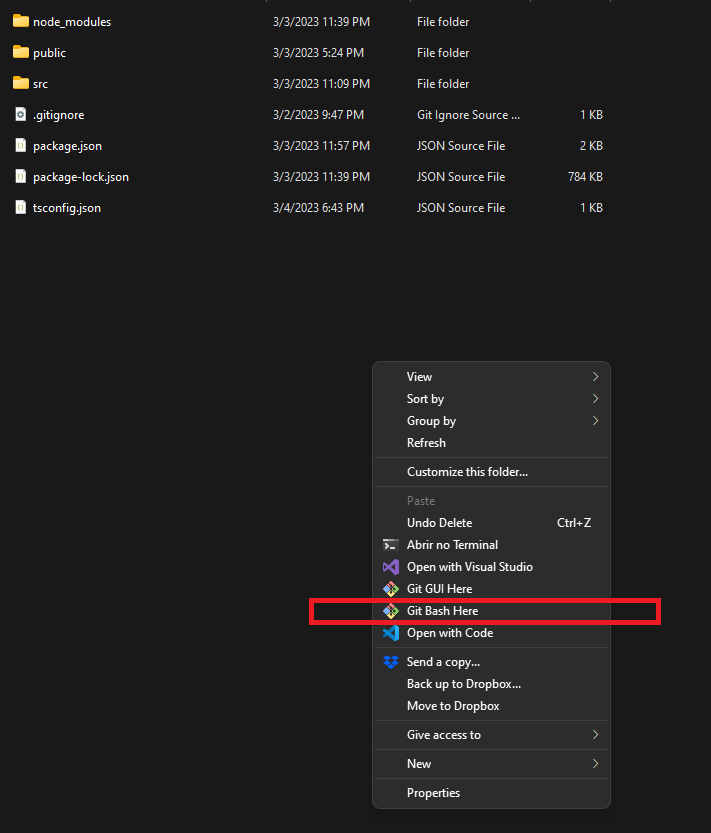 node_modules 3/3/2023 11:39 PM File folder
public 3/3/2023 5:24 PM File folder
src 3/3/2023 11:09 PM File folder
.gitignore 3/2/2023 9:47 PM Git Ignore Source ... 1 KB
package.json 3/3/2023 11:57 PM JSON Source File 2 KB
package-lock.json 3/3/2023 11:39 PM JSON Source File 784 KB
tsconfig.json 3/4/2023 6:43 PM JSON Source File 1 KB
View
Sort by
Group by
Refresh
Customize this folder...
Paste
Undo Delete Ctrl+Z
Abrir no Terminal
Open with Visual Studio
Git GUI Here
Git Bash Here
Open with Code
Send a copy...
Back up to Dropbox...
Move to Dropbox
Give access to
New
Properties